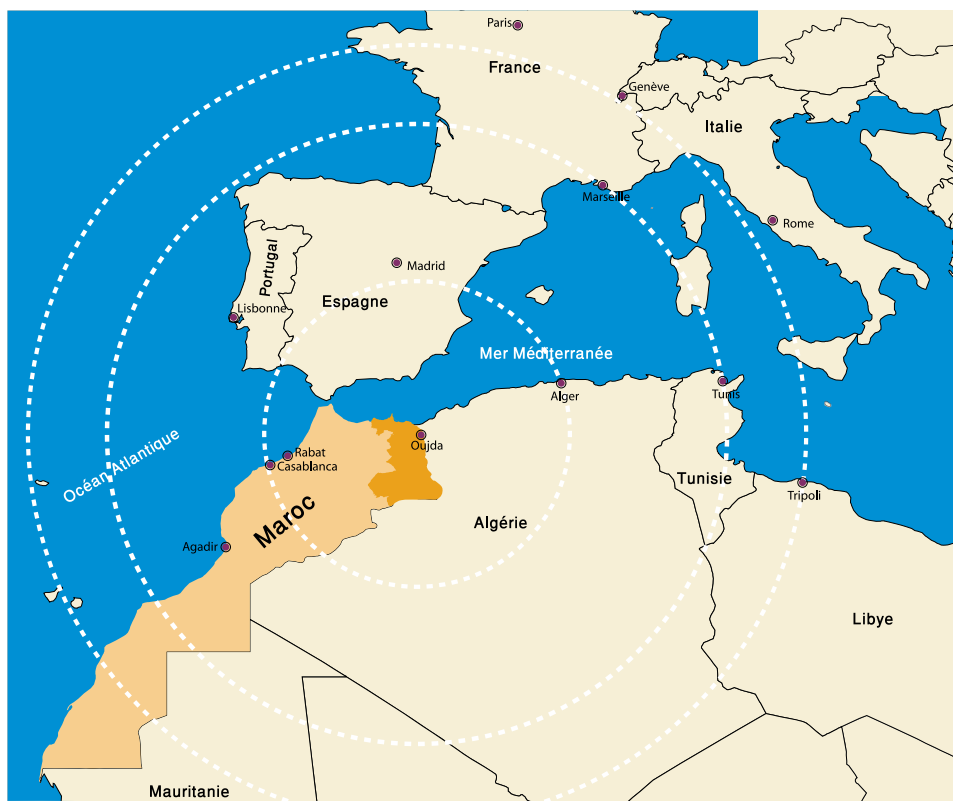 Paris
France
Genève
Italie
Marseille
Rome
Portugal
Madrid
Lisbonne
Espagne
Mer Méditerranée
Alger
Tunis
Oujda
Océan Atlantique
Rabat
Casablanca
Tunisie
Tripoli
Maroc
Algérie
Agadir
Libye
Mauritanie